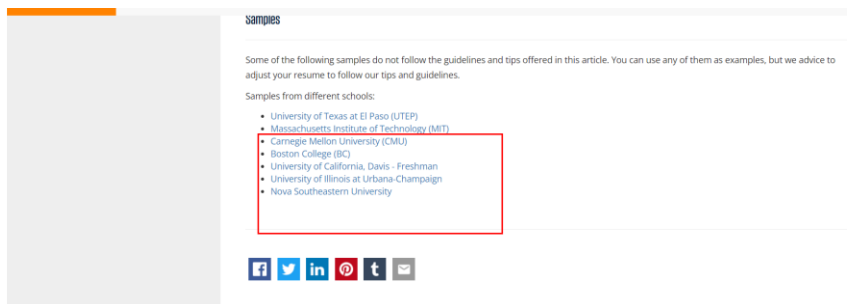 Samples
Some of the following samples do not follow the guidelines and tips offered in this article. You can use any of them as examples, but we advice to
adjust your resume to follow our tips and guidelines.
Samples from different schools:
University of Texas at El Paso (UTEP)
Massachusetts Institute of Technology (MIT)
Carnegie Mellon University (CMU)
Boston College (BC)
University of California, Davis - Freshman
University of Illinois at Urbana-Champaign
Nova Southeastern University